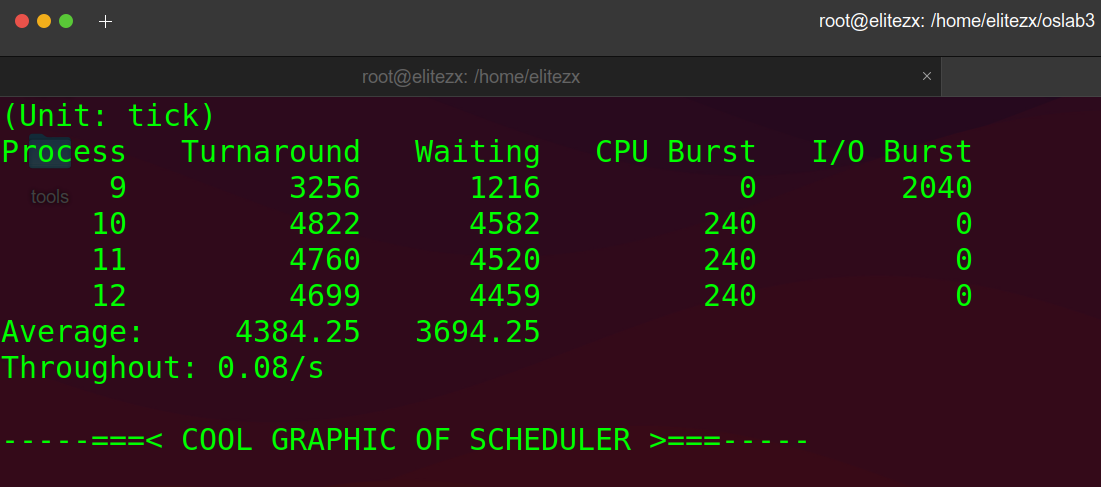 root@elitezx: /home/elitezx/oslab3
root@elitezx: /home/elitezx ×
(Unit: tick)
Process   Turnaround   Waiting   CPU Burst   I/O Burst
tools
      9         3256      1216           0        2040
     10         4822      4582         240           0
     11         4760      4520         240           0
     12         4699      4459         240           0
Average:     4384.25   3694.25
Throughout: 0.08/s
-----===< COOL GRAPHIC OF SCHEDULER >===-----